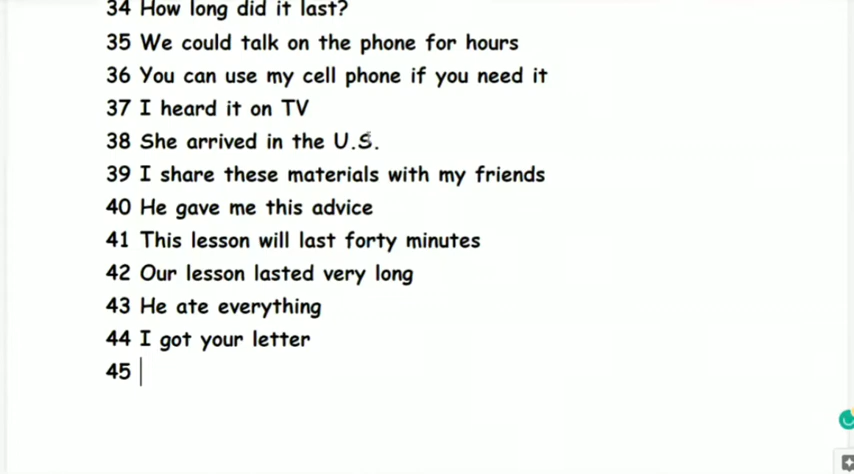 34 How long did it last?
35 We could talk on the phone for hours
36 You can use my cell phone if you need it
37 I heard it on TV
38 She arrived in the U.S.
39 I share these materials with my friends
40 He gave me this advice
41 This lesson will last forty minutes
42 Our lesson lasted very long
43 He ate everything
44 I got your letter
45